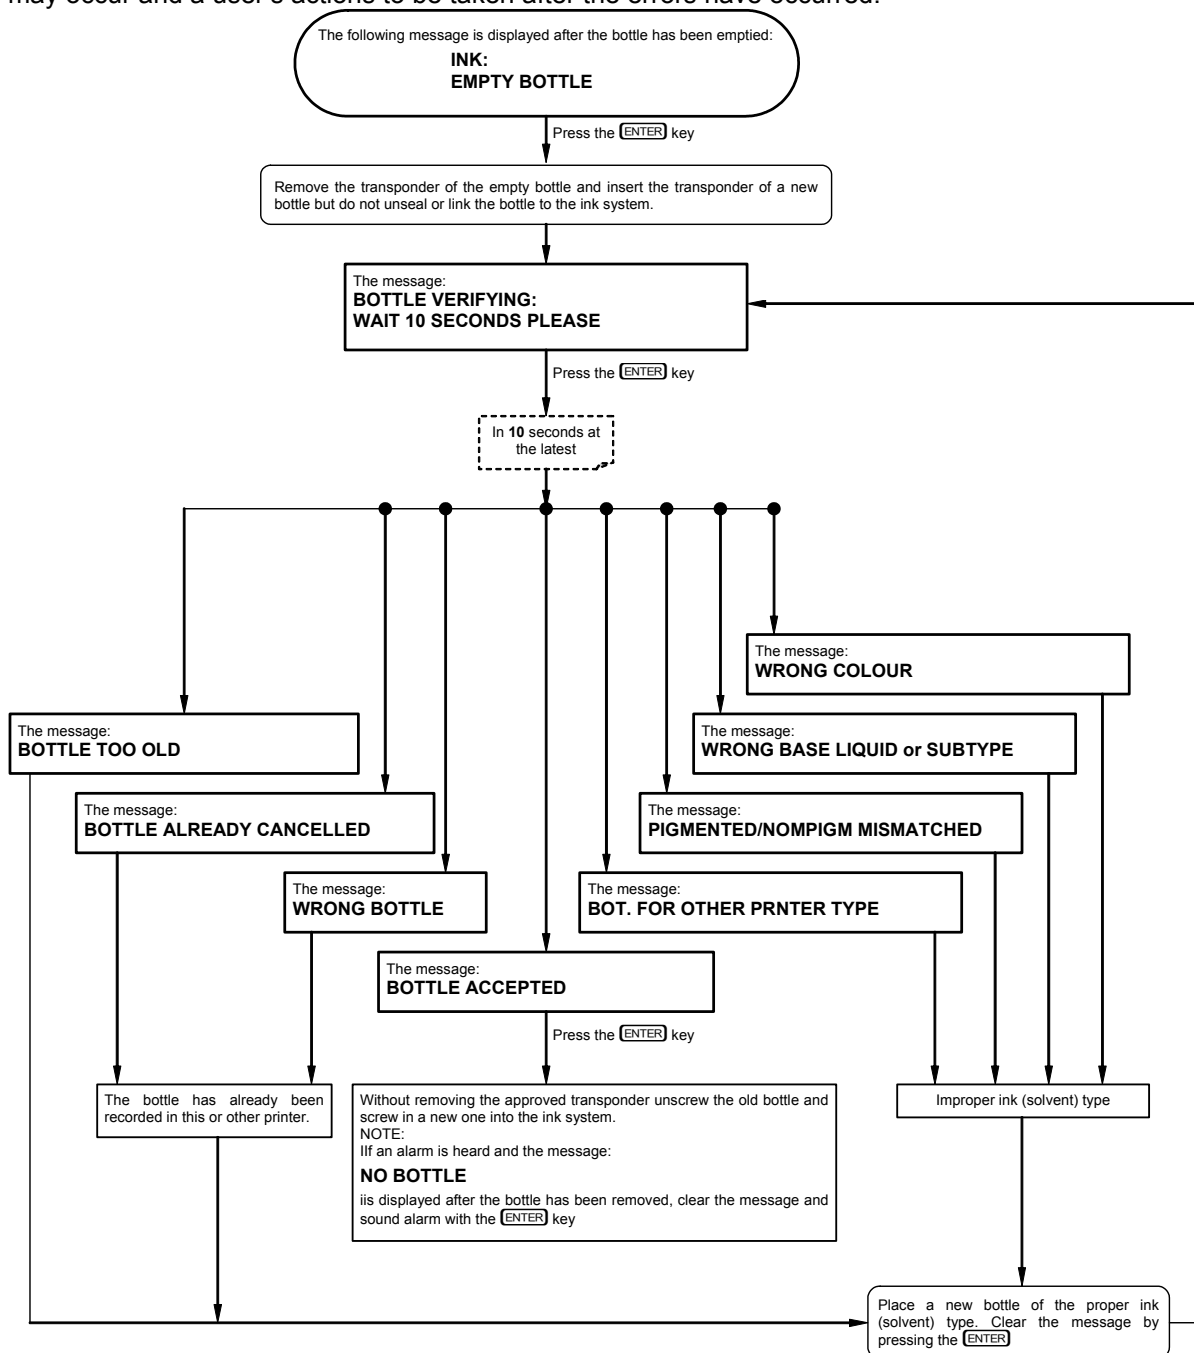 may occur and a user's actions to be taken after the errors have occurred.
The following message is displayed after the bottle has been emptied:
INK:
EMPTY BOTTLE
Press the ENTER key
Remove the transponder of the empty bottle and insert the transponder of a new
bottle but do not unseal or link the bottle to the ink system.
The message:
BOTTLE VERIFYING:
WAIT 10 SECONDS PLEASE
Press the ENTER key
In 10 seconds at
the latest
The message:
WRONG COLOUR
The message:
BOTTLE TOO OLD
The message:
WRONG BASE LIQUID or SUBTYPE
The message:
BOTTLE ALREADY CANCELLED
The message:
PIGMENTED/NOMPIGM MISMATCHED
The message:
WRONG BOTTLE
The message:
BOT. FOR OTHER PRNTER TYPE
The message:
BOTTLE ACCEPTED
Press the ENTER key
The bottle has already been
recorded in this or other printer.
Without removing the approved transponder unscrew the old bottle and
screw in a new one into the ink system.
NOTE:
IIf an alarm is heard and the message:
NO BOTTLE
iis displayed after the bottle has been removed, clear the message and
sound alarm with the ENTER key
Improper ink (solvent) type
Place a new bottle of the proper ink
(solvent) type. Clear the message by
pressing the ENTER